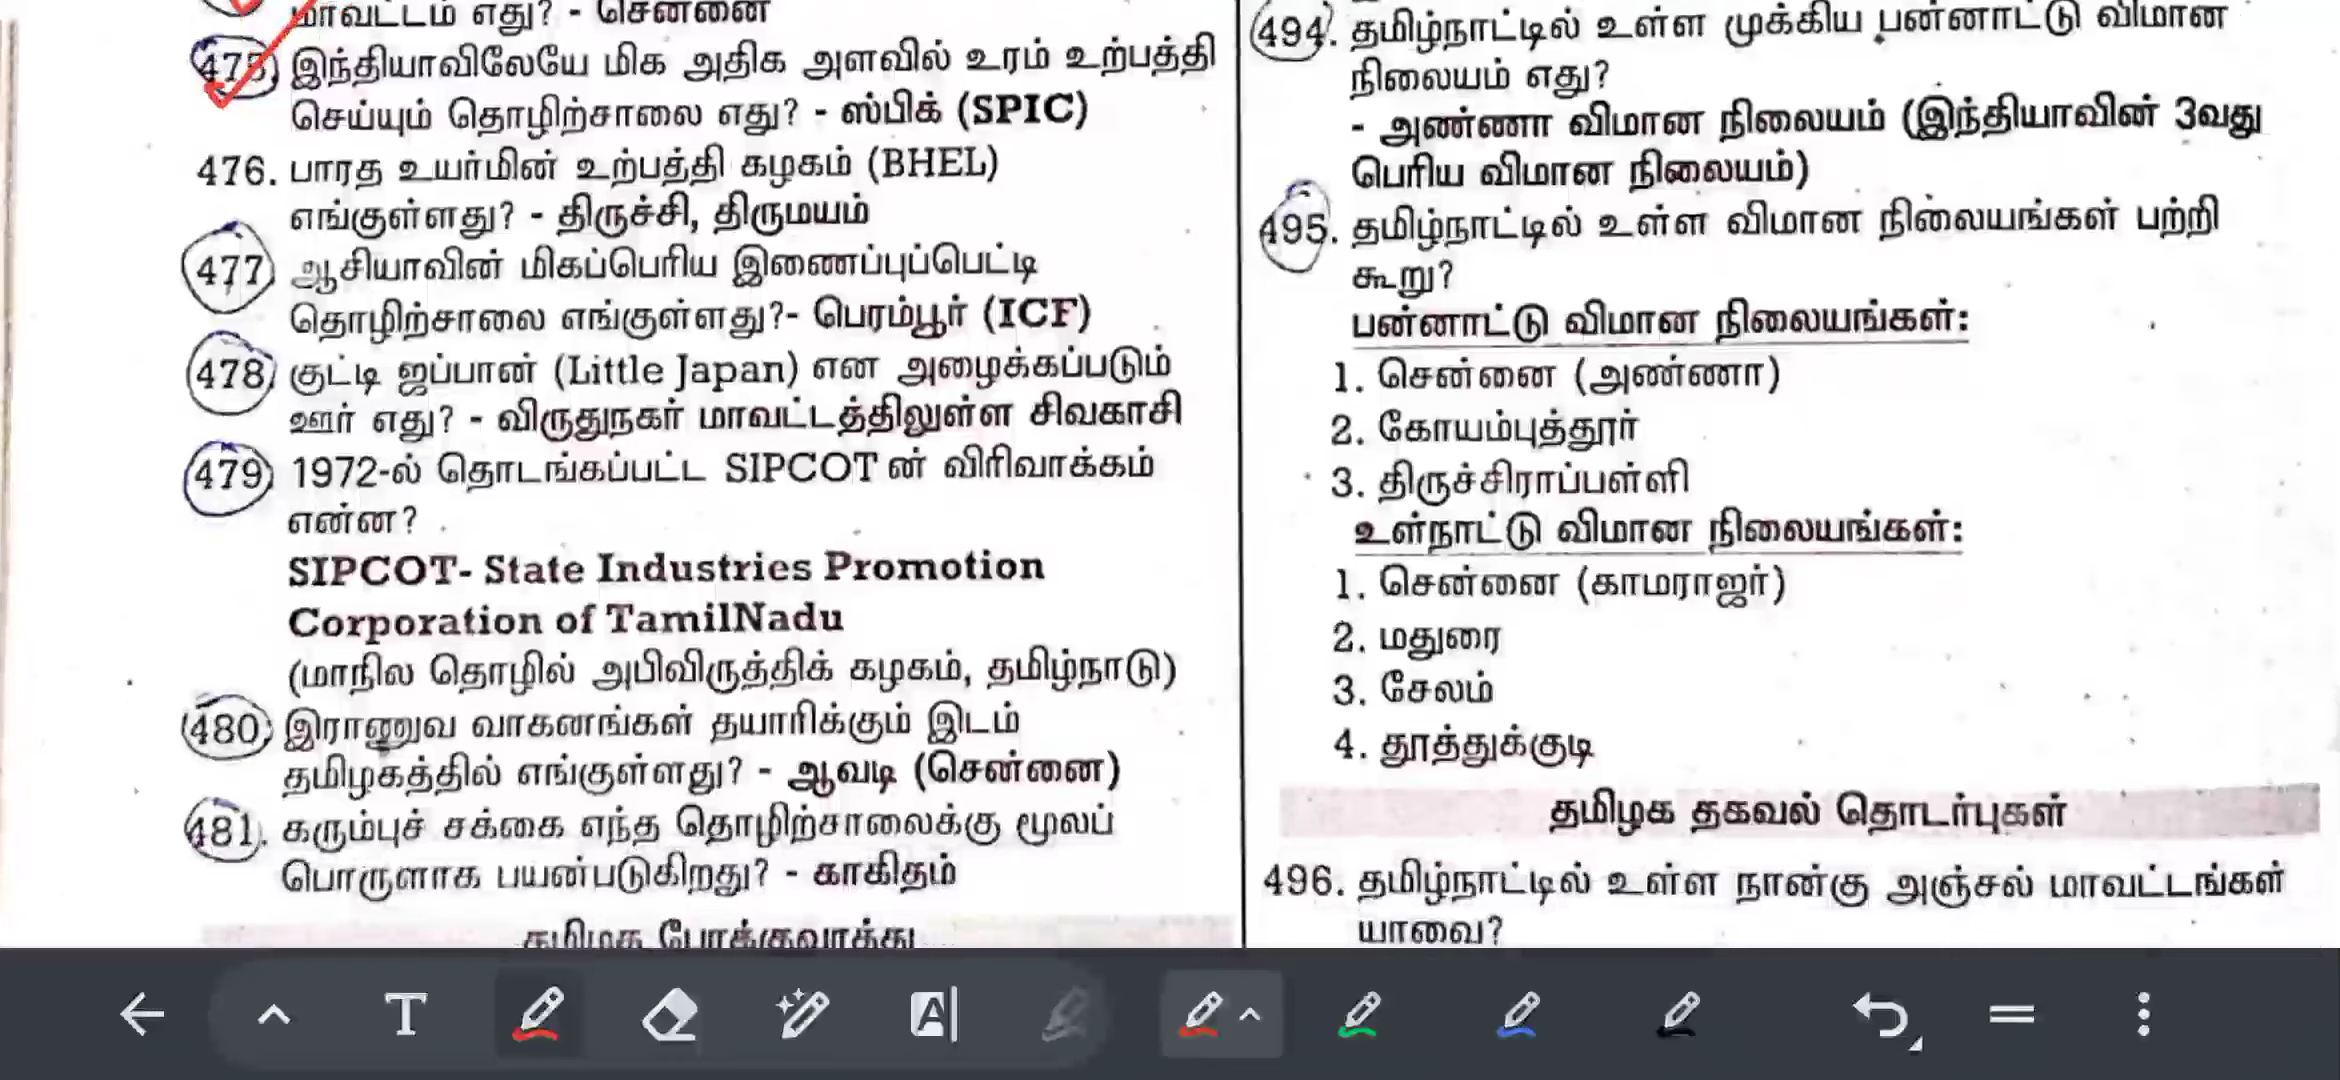 மாவட்டம் எது? - சென்னை
475. இந்தியாவிலேயே மிக அதிக அளவில் உரம் உற்பத்தி
செய்யும் தொழிற்சாலை எது? - ஸ்பிக் (SPIC)
476. பாரத உயர்மின் உற்பத்தி கழகம் (BHEL)
எங்குள்ளது? - திருச்சி, திருமயம்
477 ஆசியாவின் மிகப்பெரிய இணைப்புப்பெட்டி
தொழிற்சாலை எங்குள்ளது?- பெரம்பூர் (ICF)
478 குட்டி ஜப்பான் (Little Japan) என அழைக்கப்படும்
ஊர் எது? - விருதுநகர் மாவட்டத்திலுள்ள சிவகாசி
479 1972-ல் தொடங்கப்பட்ட SIPCOT ன் விரிவாக்கம்
என்ன?
SIPCOT- State Industries Promotion
Corporation of TamilNadu
(மாநில தொழில் அபிவிருத்திக் கழகம், தமிழ்நாடு)
480 இராணுவ வாகனங்கள் தயாரிக்கும் இடம்
தமிழகத்தில் எங்குள்ளது? - ஆவடி (சென்னை)
481. கரும்புச் சக்கை எந்த தொழிற்சாலைக்கு மூலப்
பொருளாக பயன்படுகிறது? - காகிதம்
தமிழக போக்குவரத்து
494. தமிழ்நாட்டில் உள்ள முக்கிய பன்னாட்டு விமான
நிலையம் எது?
- அண்ணா விமான நிலையம் (இந்தியாவின் 3வது
பெரிய விமான நிலையம்)
495. தமிழ்நாட்டில் உள்ள விமான நிலையங்கள் பற்றி
கூறு?
பன்னாட்டு விமான நிலையங்கள்:
1. சென்னை (அண்ணா)
2. கோயம்புத்தூர்
3. திருச்சிராப்பள்ளி
உள்நாட்டு விமான நிலையங்கள்:
1. சென்னை (காமராஜர்)
2. மதுரை
3. சேலம்
4. தூத்துக்குடி
தமிழக தகவல் தொடர்புகள்
496. தமிழ்நாட்டில் உள்ள நான்கு அஞ்சல் மாவட்டங்கள்
யாவை?